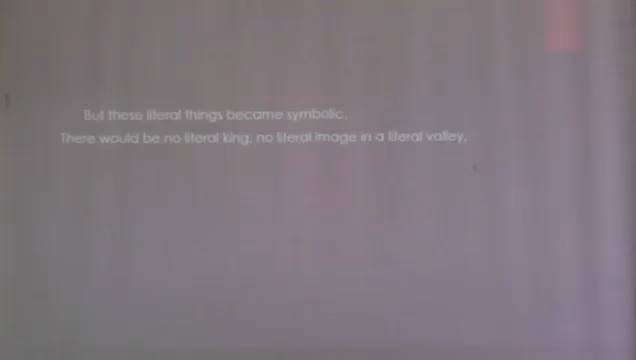 But these literal things became symbolic.
There would be no literal king, no literal image in a literal valley.